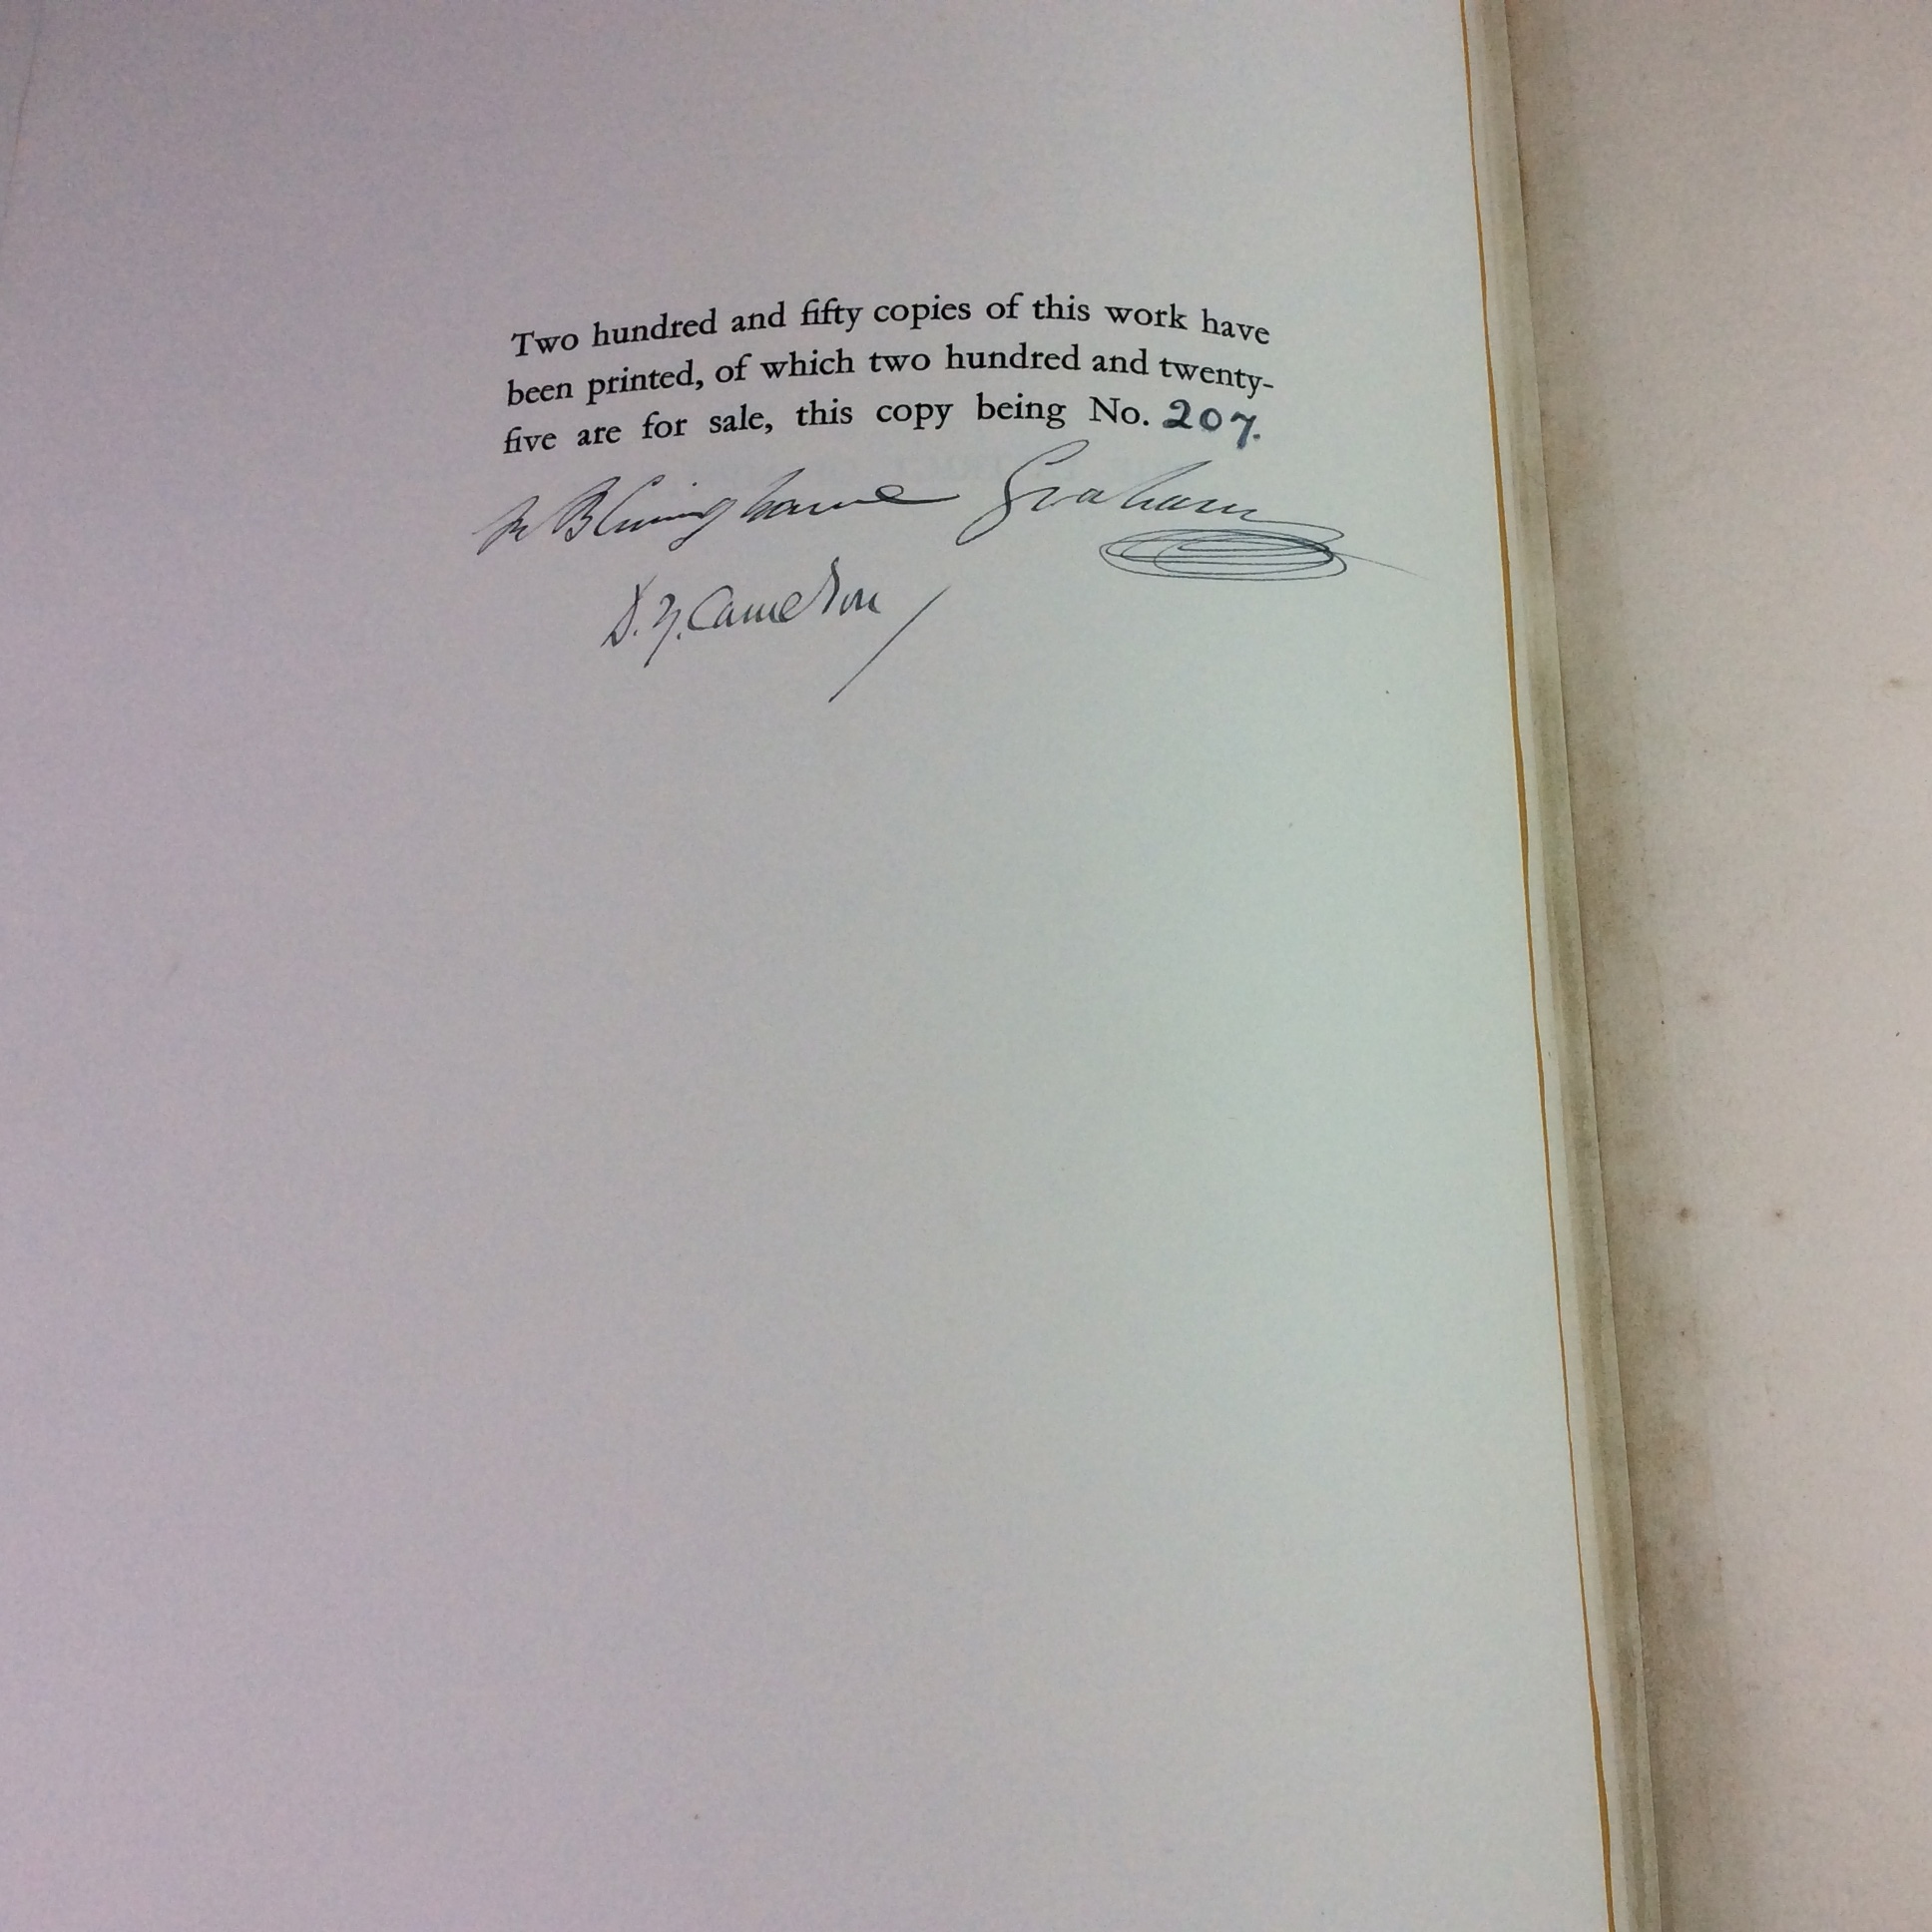 Two hundred and fifty copies of this work have
been printed, of which two hundred and twenty-
five are for sale, this copy being No. 207.
R B Cuninghame Graham
D. Y. Cameron